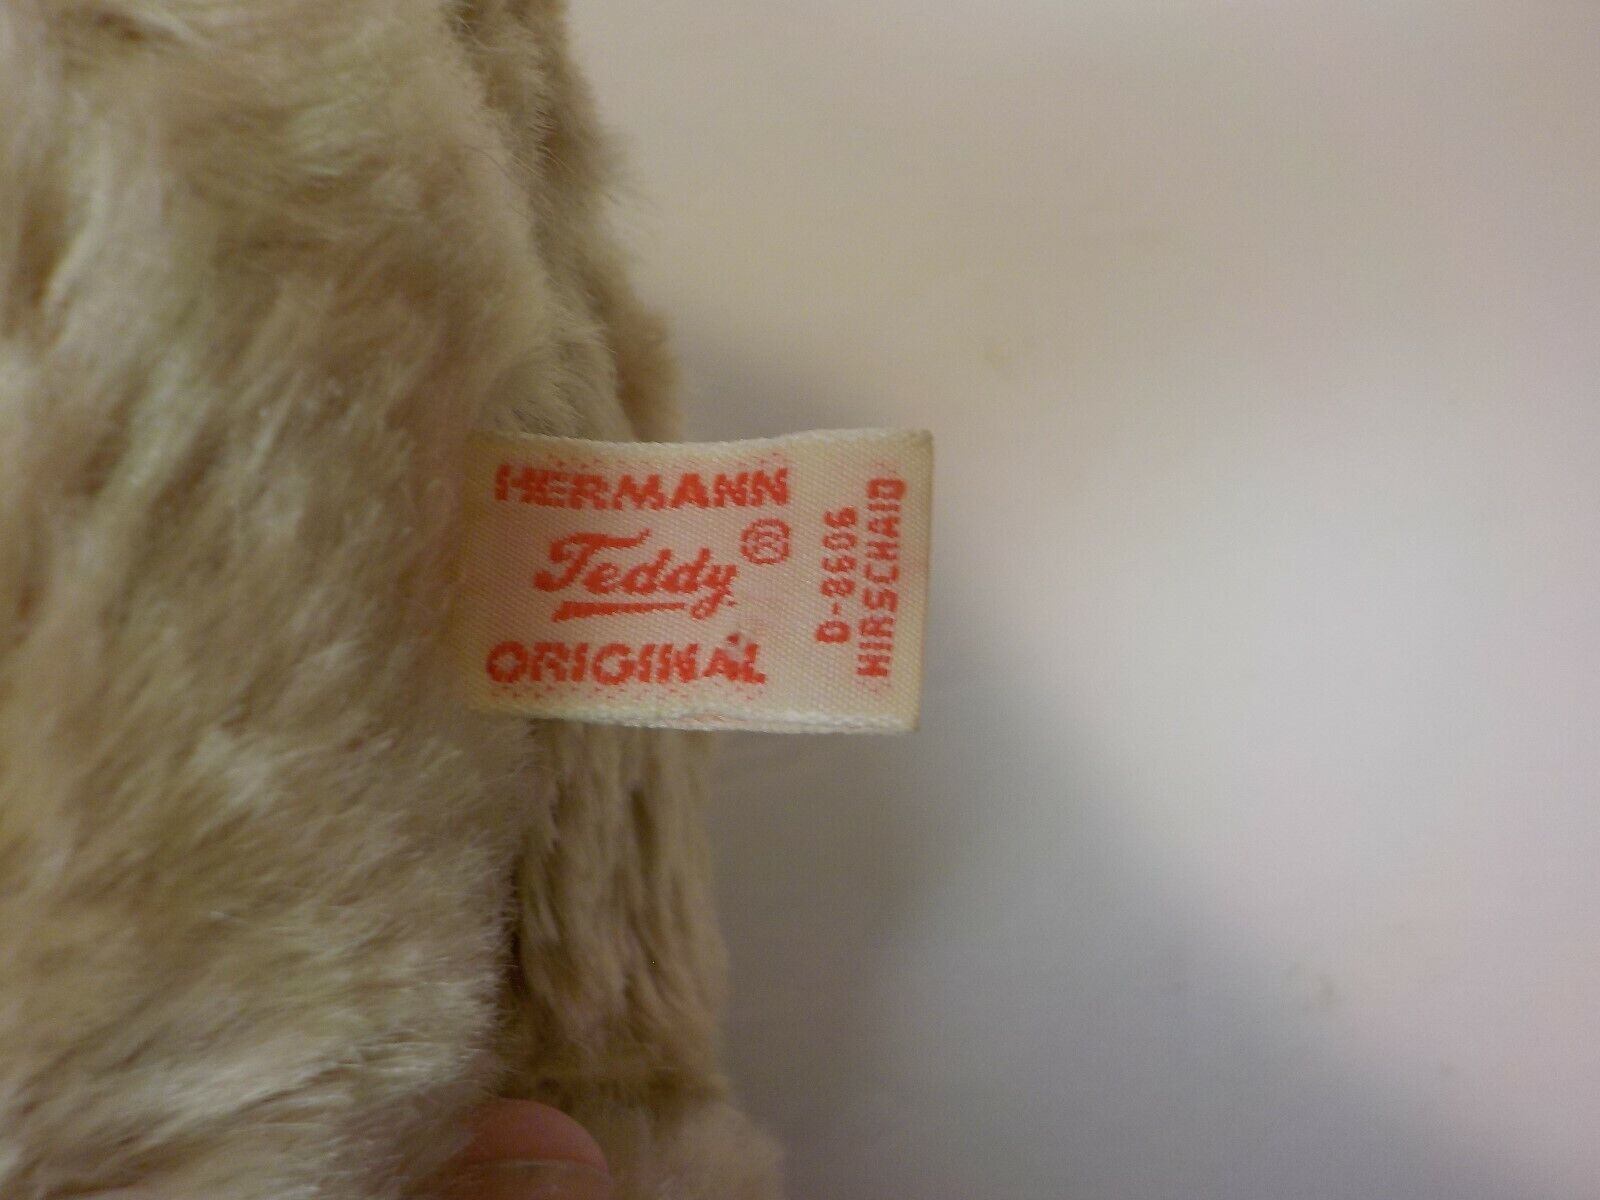 HERMANN
Teddy ®
ORIGINAL
D-8606
HIRSCHAID